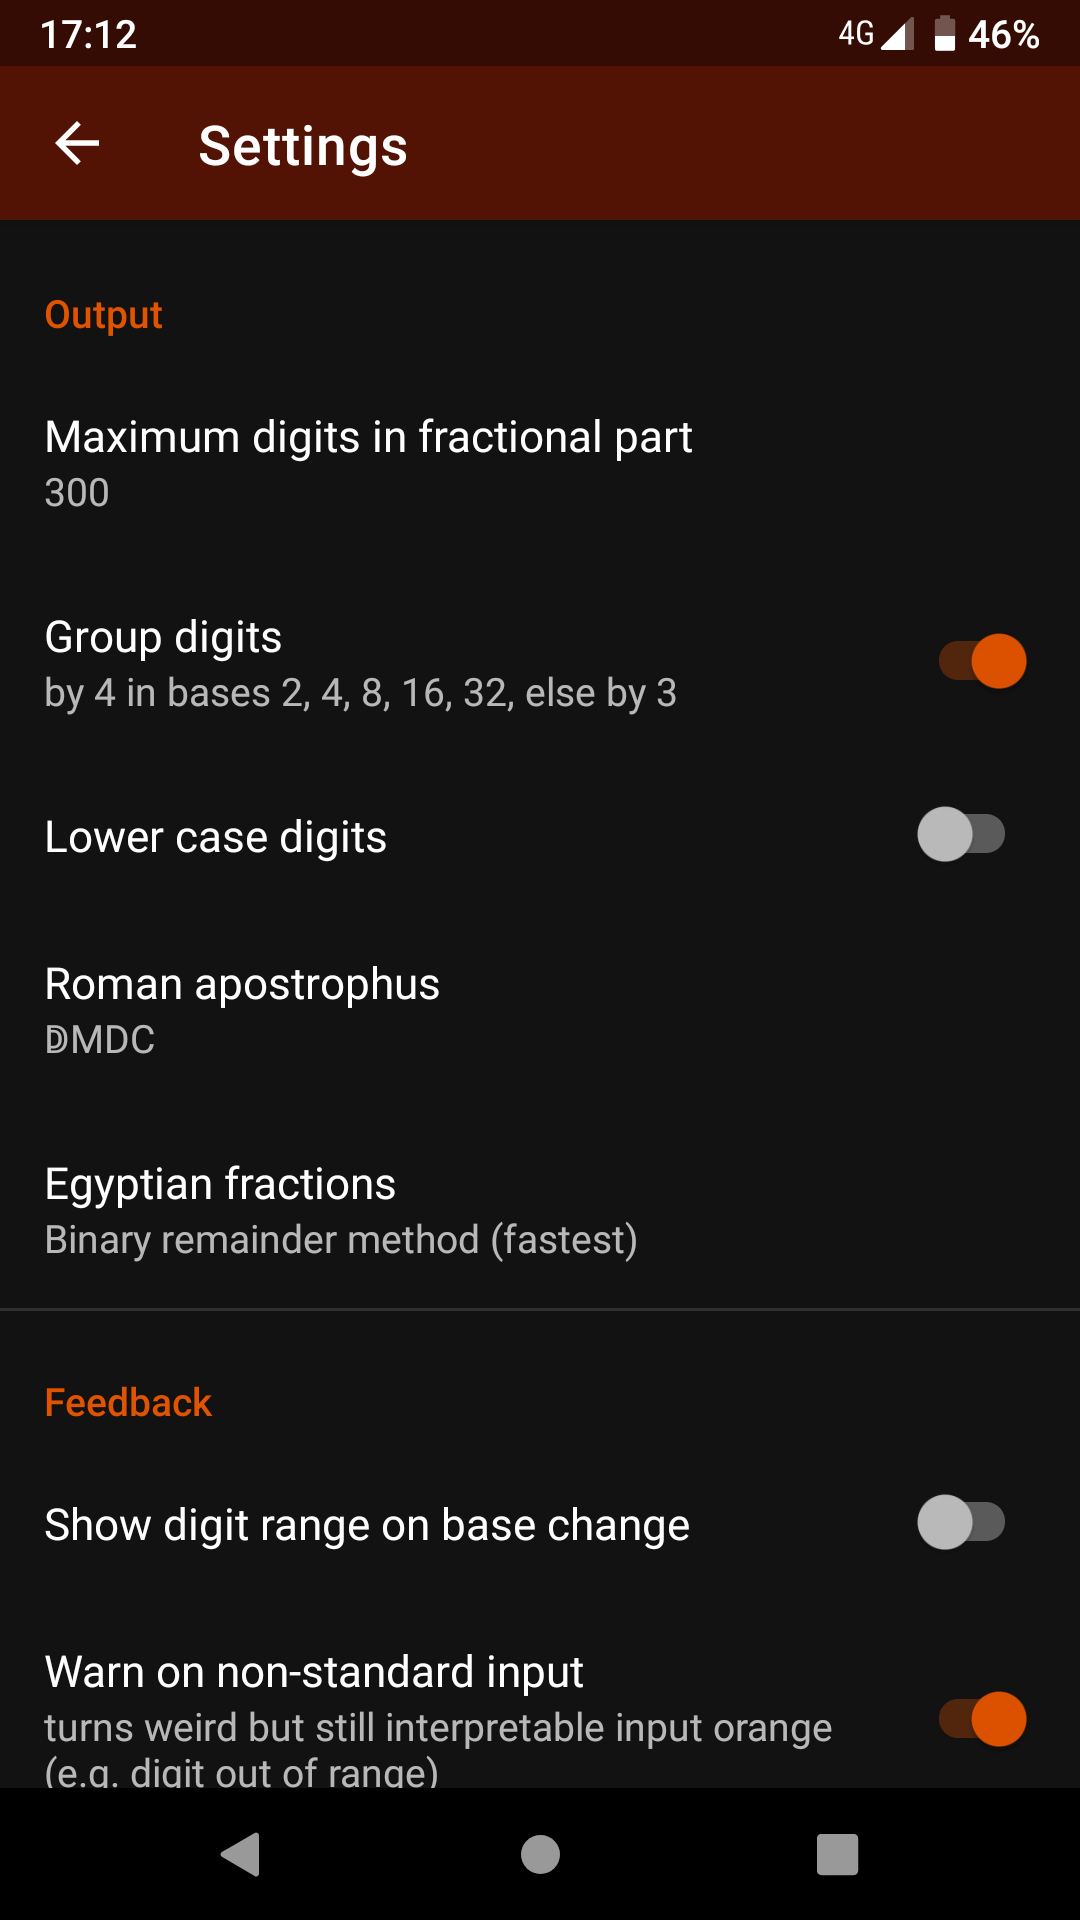 17:12 4G 46%
Settings
Output
Maximum digits in fractional part
300
Group digits
by 4 in bases 2, 4, 8, 16, 32, else by 3
Lower case digits
Roman apostrophus
ↁMDC
Egyptian fractions
Binary remainder method (fastest)
Feedback
Show digit range on base change
Warn on non-standard input
turns weird but still interpretable input orange
(e.g. digit out of range)